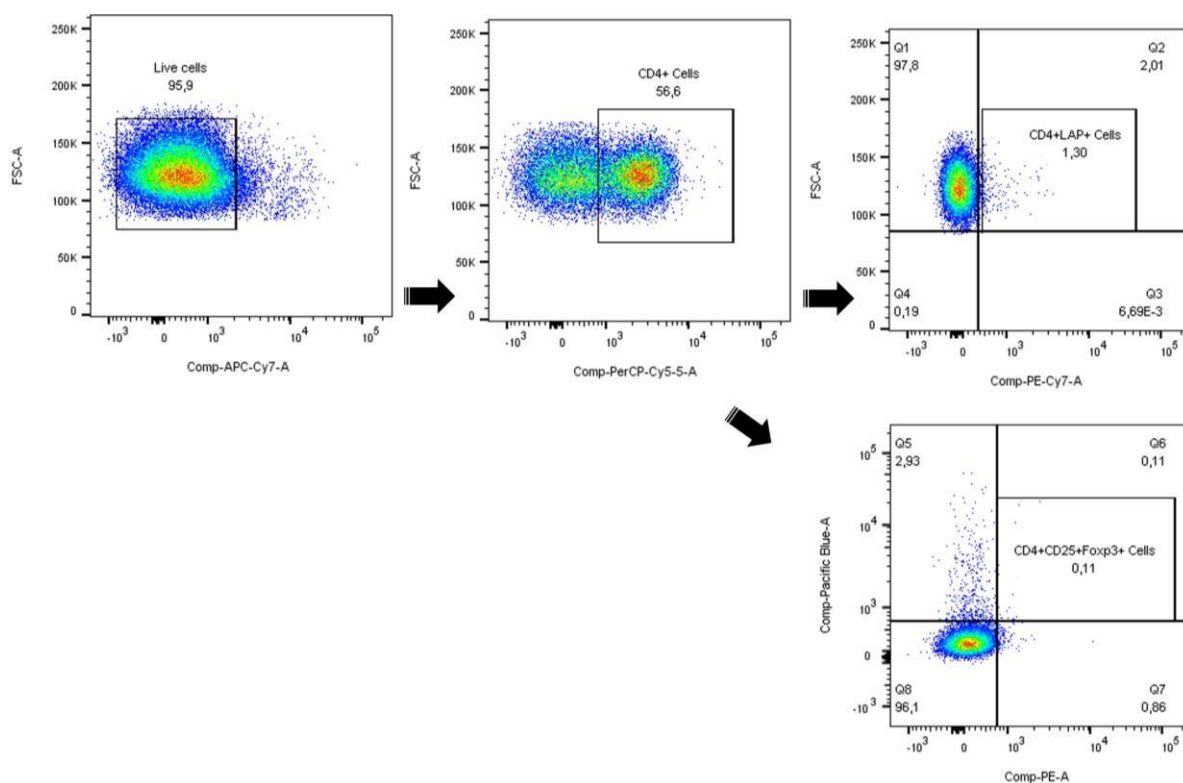 250K
200K
150K
100K
50K
0
FSC-A
Live cells
95,9
-10^3
0
10^3
10^4
10^5
Comp-APC-Cy7-A
250K
200K
150K
100K
50K
0
FSC-A
CD4+ Cells
56,6
-10^3
0
10^3
10^4
10^5
Comp-PerCP-Cy5-5-A
250K
200K
150K
100K
50K
0
FSC-A
Q1
97,8
Q2
2,01
CD4+LAP+ Cells
1,30
Q4
0,19
Q3
6,69E-3
-10^3
0
10^3
10^4
10^5
Comp-PE-Cy7-A
10^5
10^4
10^3
0
-10^3
Comp-Pacific Blue-A
Q5
2,93
Q6
0,11
CD4+CD25+Foxp3+ Cells
0,11
Q8
96,1
Q7
0,86
-10^3
0
10^3
10^4
10^5
Comp-PE-A